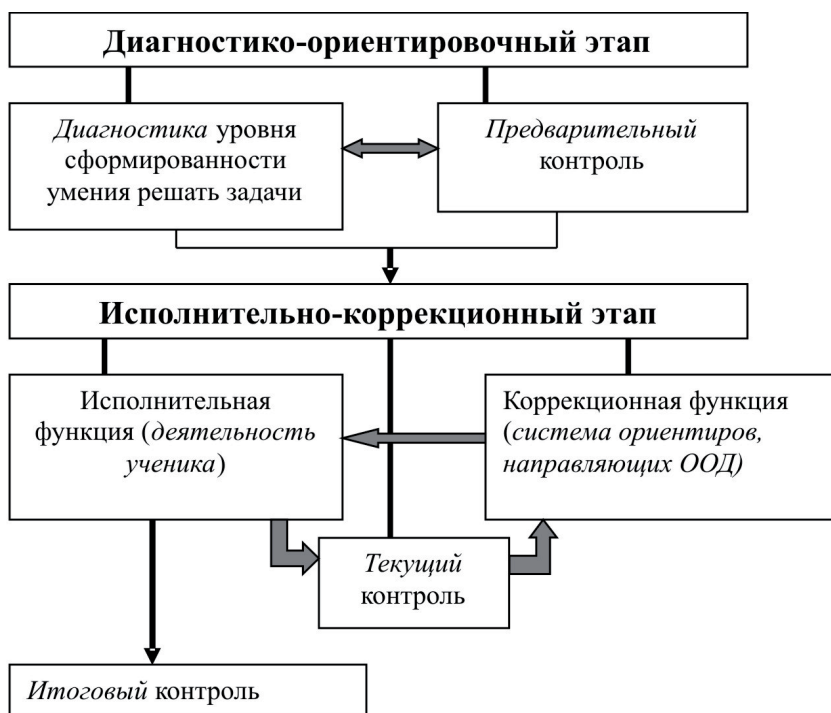 Диагностико-ориентировочный этап
Диагностика уровня
сформированности
умения решать задачи
Предварительный
контроль
Исполнительно-коррекционный этап
Исполнительная
функция (деятельность
ученика)
Коррекционная функция
(система ориентиров,
направляющих ООД)
Текущий
контроль
Итоговый контроль